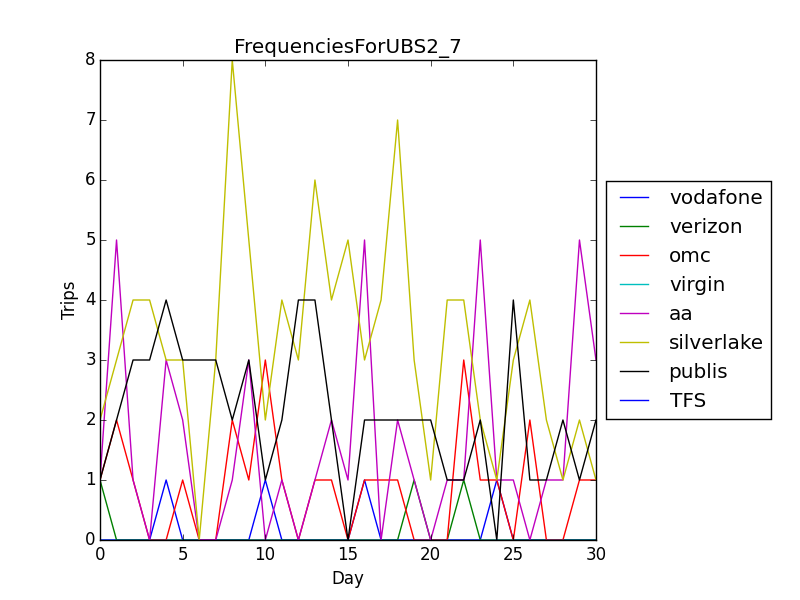 FrequenciesForUBS2_7
8
7
6
5
4
3
2
1
0
Trips
0 5 10 15 20 25 30
Day
vodafone
verizon
omc
virgin
aa
silverlake
publis
TFS